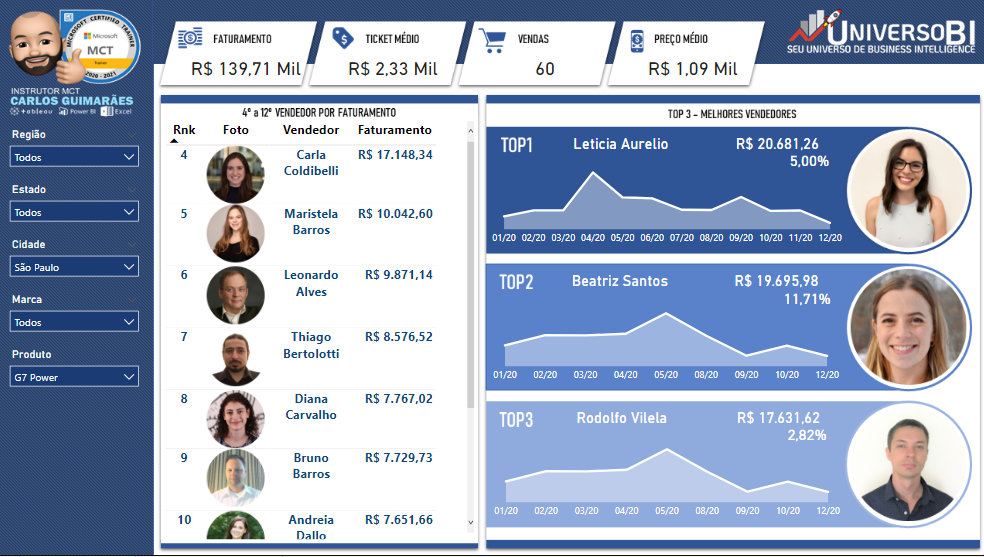 MICROSOFT CERTIFIED TRAINER
Microsoft
CERTIFIED
MCT
Trainer
2020 - 2021
INSTRUTOR MCT
CARLOS GUIMARÃES
+ a b l e a u Power BI Excel
Região
Todos
Estado
Todos
Cidade
São Paulo
Marca
Todos
Produto
G7 Power
FATURAMENTO
R$ 139,71 Mil
TICKET MÉDIO
R$ 2,33 Mil
VENDAS
60
PREÇO MÉDIO
R$ 1,09 Mil
UNIVERSOBI
SEU UNIVERSO DE BUSINESS INTELLIGENCE
4º a 12º VENDEDOR POR FATURAMENTO
Rnk Foto Vendedor Faturamento
4 Carla R$ 17.148,34
Coldibelli
5 Maristela R$ 10.042,60
Barros
6 Leonardo R$ 9.871,14
Alves
7 Thiago R$ 8.576,52
Bertolotti
8 Diana R$ 7.767,02
Carvalho
9 Bruno R$ 7.729,73
Barros
10 Andreia R$ 7.651,66
Dallo
TOP 3 - MELHORES VENDEDORES
TOP1 Leticia Aurelio R$ 20.681,26
5,00%
01/20 02/20 03/20 04/20 05/20 06/20 07/20 08/20 09/20 10/20 11/20 12/20
TOP2 Beatriz Santos R$ 19.695,98
11,71%
01/20 02/20 03/20 04/20 05/20 08/20 09/20 10/20 12/20
TOP3 Rodolfo Vilela R$ 17.631,62
2,82%
01/20 02/20 03/20 04/20 05/20 08/20 09/20 10/20 12/20